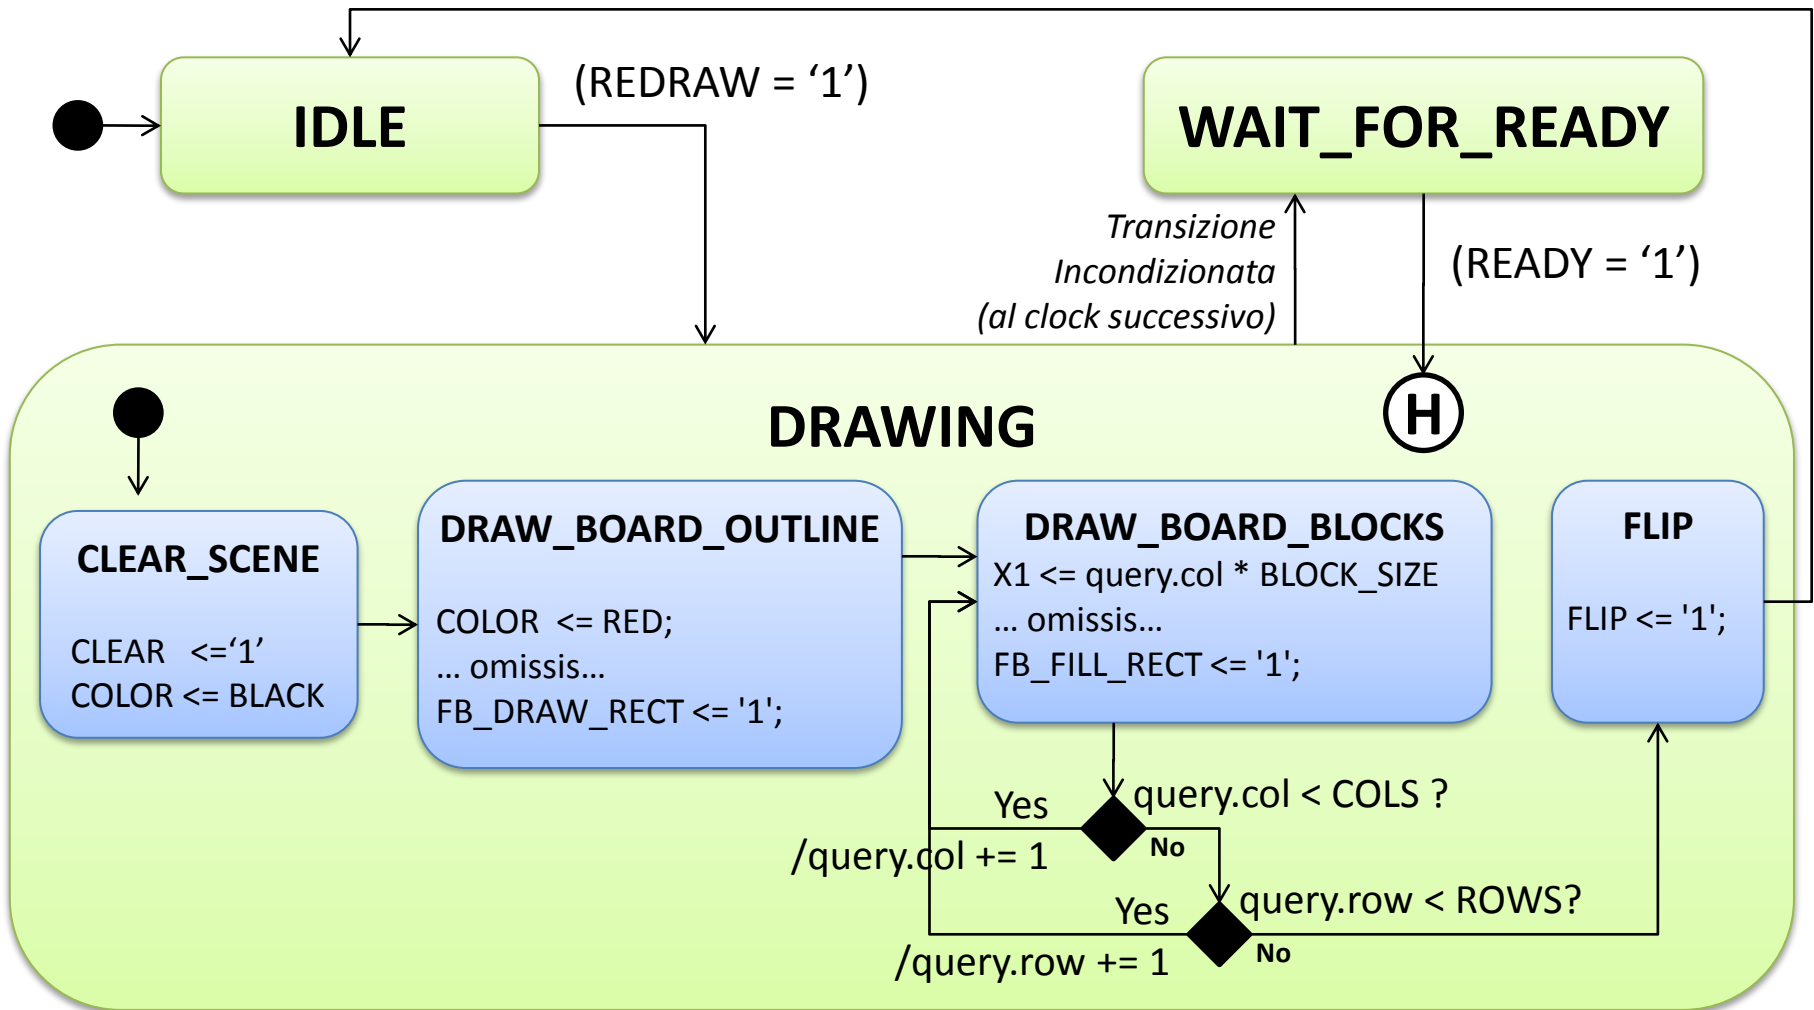 (REDRAW = ‘1’)
IDLE
WAIT_FOR_READY
Transizione
Incondizionata
(al clock successivo)
(READY = ‘1’)
H
DRAWING
CLEAR_SCENE
CLEAR <=‘1’
COLOR <= BLACK
DRAW_BOARD_OUTLINE
COLOR <= RED;
... omissis...
FB_DRAW_RECT <= '1';
DRAW_BOARD_BLOCKS
X1 <= query.col * BLOCK_SIZE
... omissis...
FB_FILL_RECT <= '1';
FLIP
FLIP <= '1';
query.col < COLS ?
Yes
No
/query.col += 1
query.row < ROWS?
Yes
No
/query.row += 1